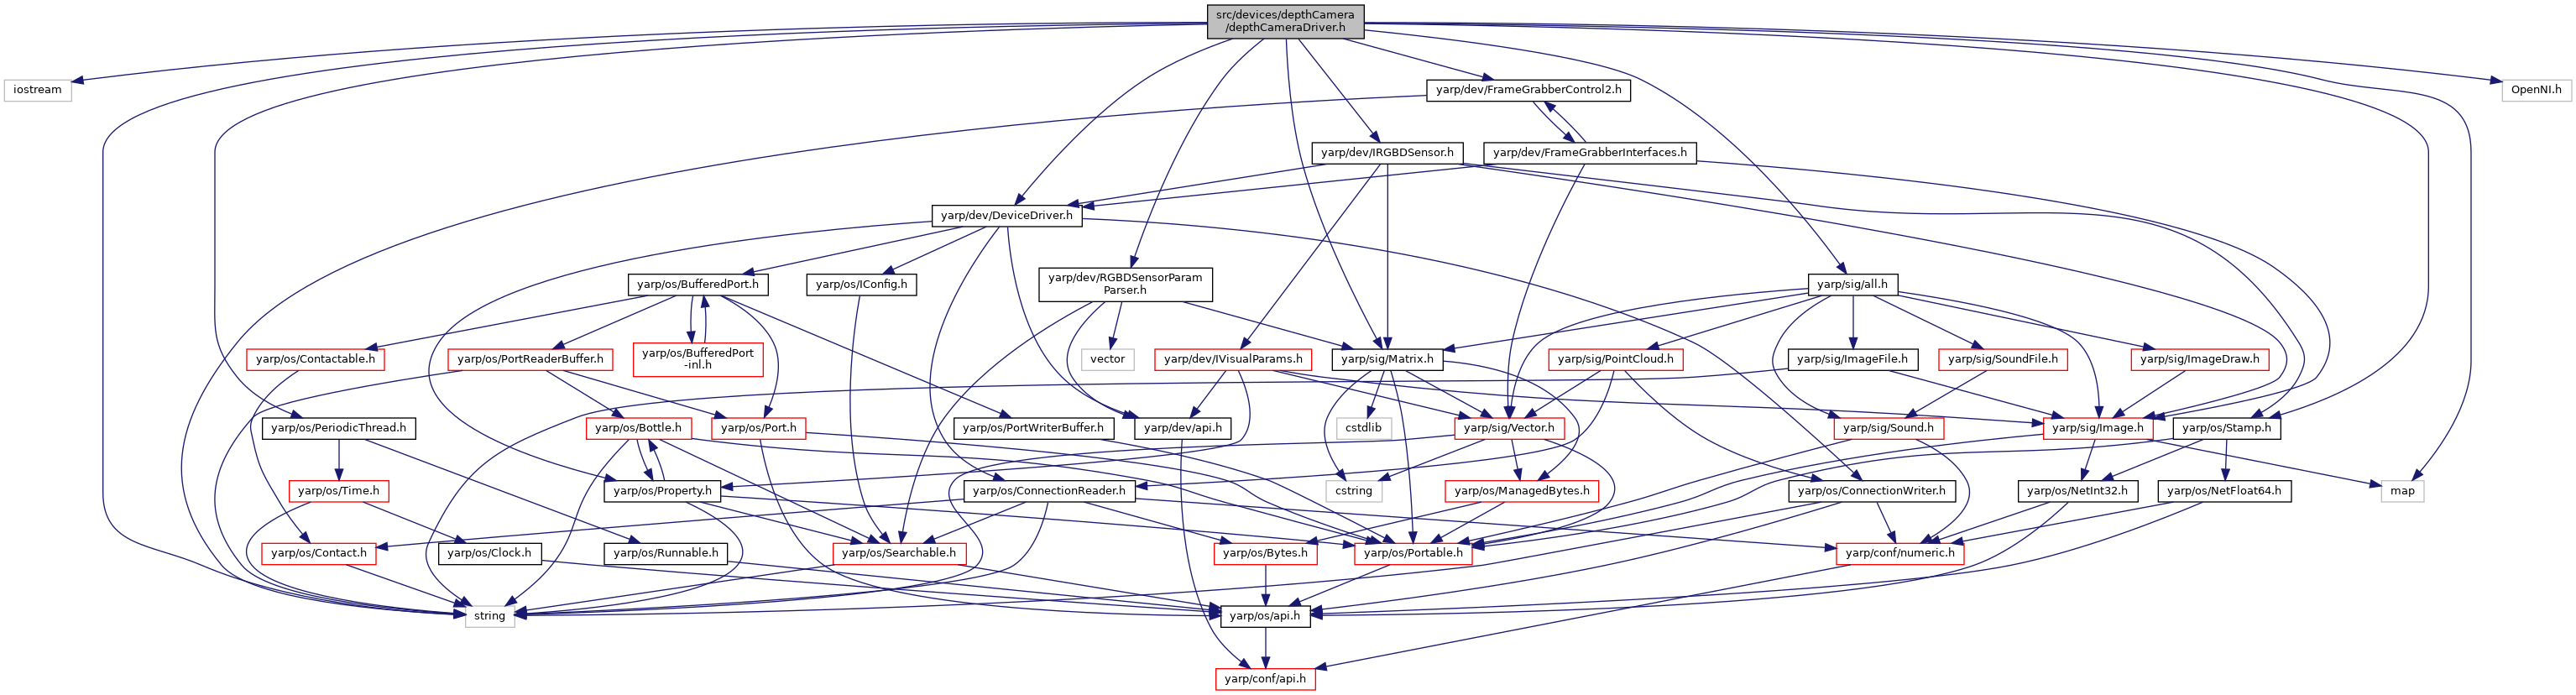 src/devices/depthCamera
/depthCameraDriver.h
iostream
yarp/dev/FrameGrabberControl2.h
OpenNI.h
yarp/dev/IRGBDSensor.h
yarp/dev/FrameGrabberInterfaces.h
yarp/dev/DeviceDriver.h
yarp/os/BufferedPort.h
yarp/os/IConfig.h
yarp/dev/RGBDSensorParam
Parser.h
yarp/sig/all.h
yarp/os/Contactable.h
yarp/os/PortReaderBuffer.h
yarp/os/BufferedPort
-inl.h
vector
yarp/dev/IVisualParams.h
yarp/sig/Matrix.h
yarp/sig/PointCloud.h
yarp/sig/ImageFile.h
yarp/sig/SoundFile.h
yarp/sig/ImageDraw.h
yarp/os/PeriodicThread.h
yarp/os/Bottle.h
yarp/os/Port.h
yarp/os/PortWriterBuffer.h
yarp/dev/api.h
cstdlib
yarp/sig/Vector.h
yarp/sig/Sound.h
yarp/sig/Image.h
yarp/os/Stamp.h
yarp/os/Time.h
yarp/os/Property.h
yarp/os/ConnectionReader.h
cstring
yarp/os/ManagedBytes.h
yarp/os/ConnectionWriter.h
yarp/os/NetInt32.h
yarp/os/NetFloat64.h
map
yarp/os/Contact.h
yarp/os/Clock.h
yarp/os/Runnable.h
yarp/os/Searchable.h
yarp/os/Bytes.h
yarp/os/Portable.h
yarp/conf/numeric.h
string
yarp/os/api.h
yarp/conf/api.h